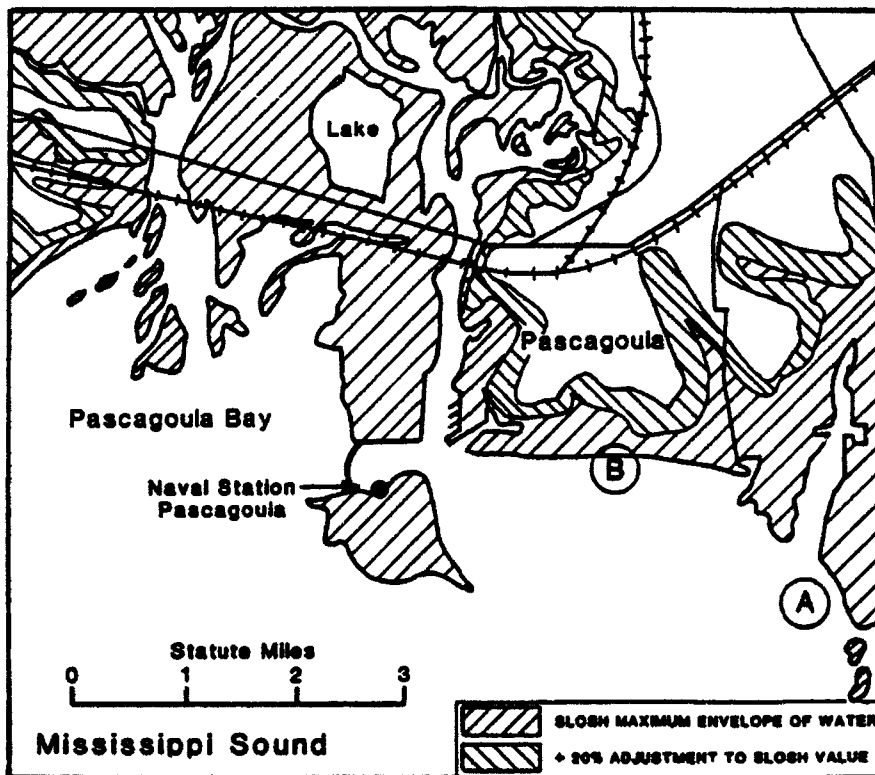 Lake
Pascagoula
Pascagoula Bay
B
Naval Station
Pascagoula
A
Statute Miles
0 1 2 3
SLOSH MAXIMUM ENVELOPE OF WATER
+ 20% ADJUSTMENT TO SLOSH VALUE
Mississippi Sound